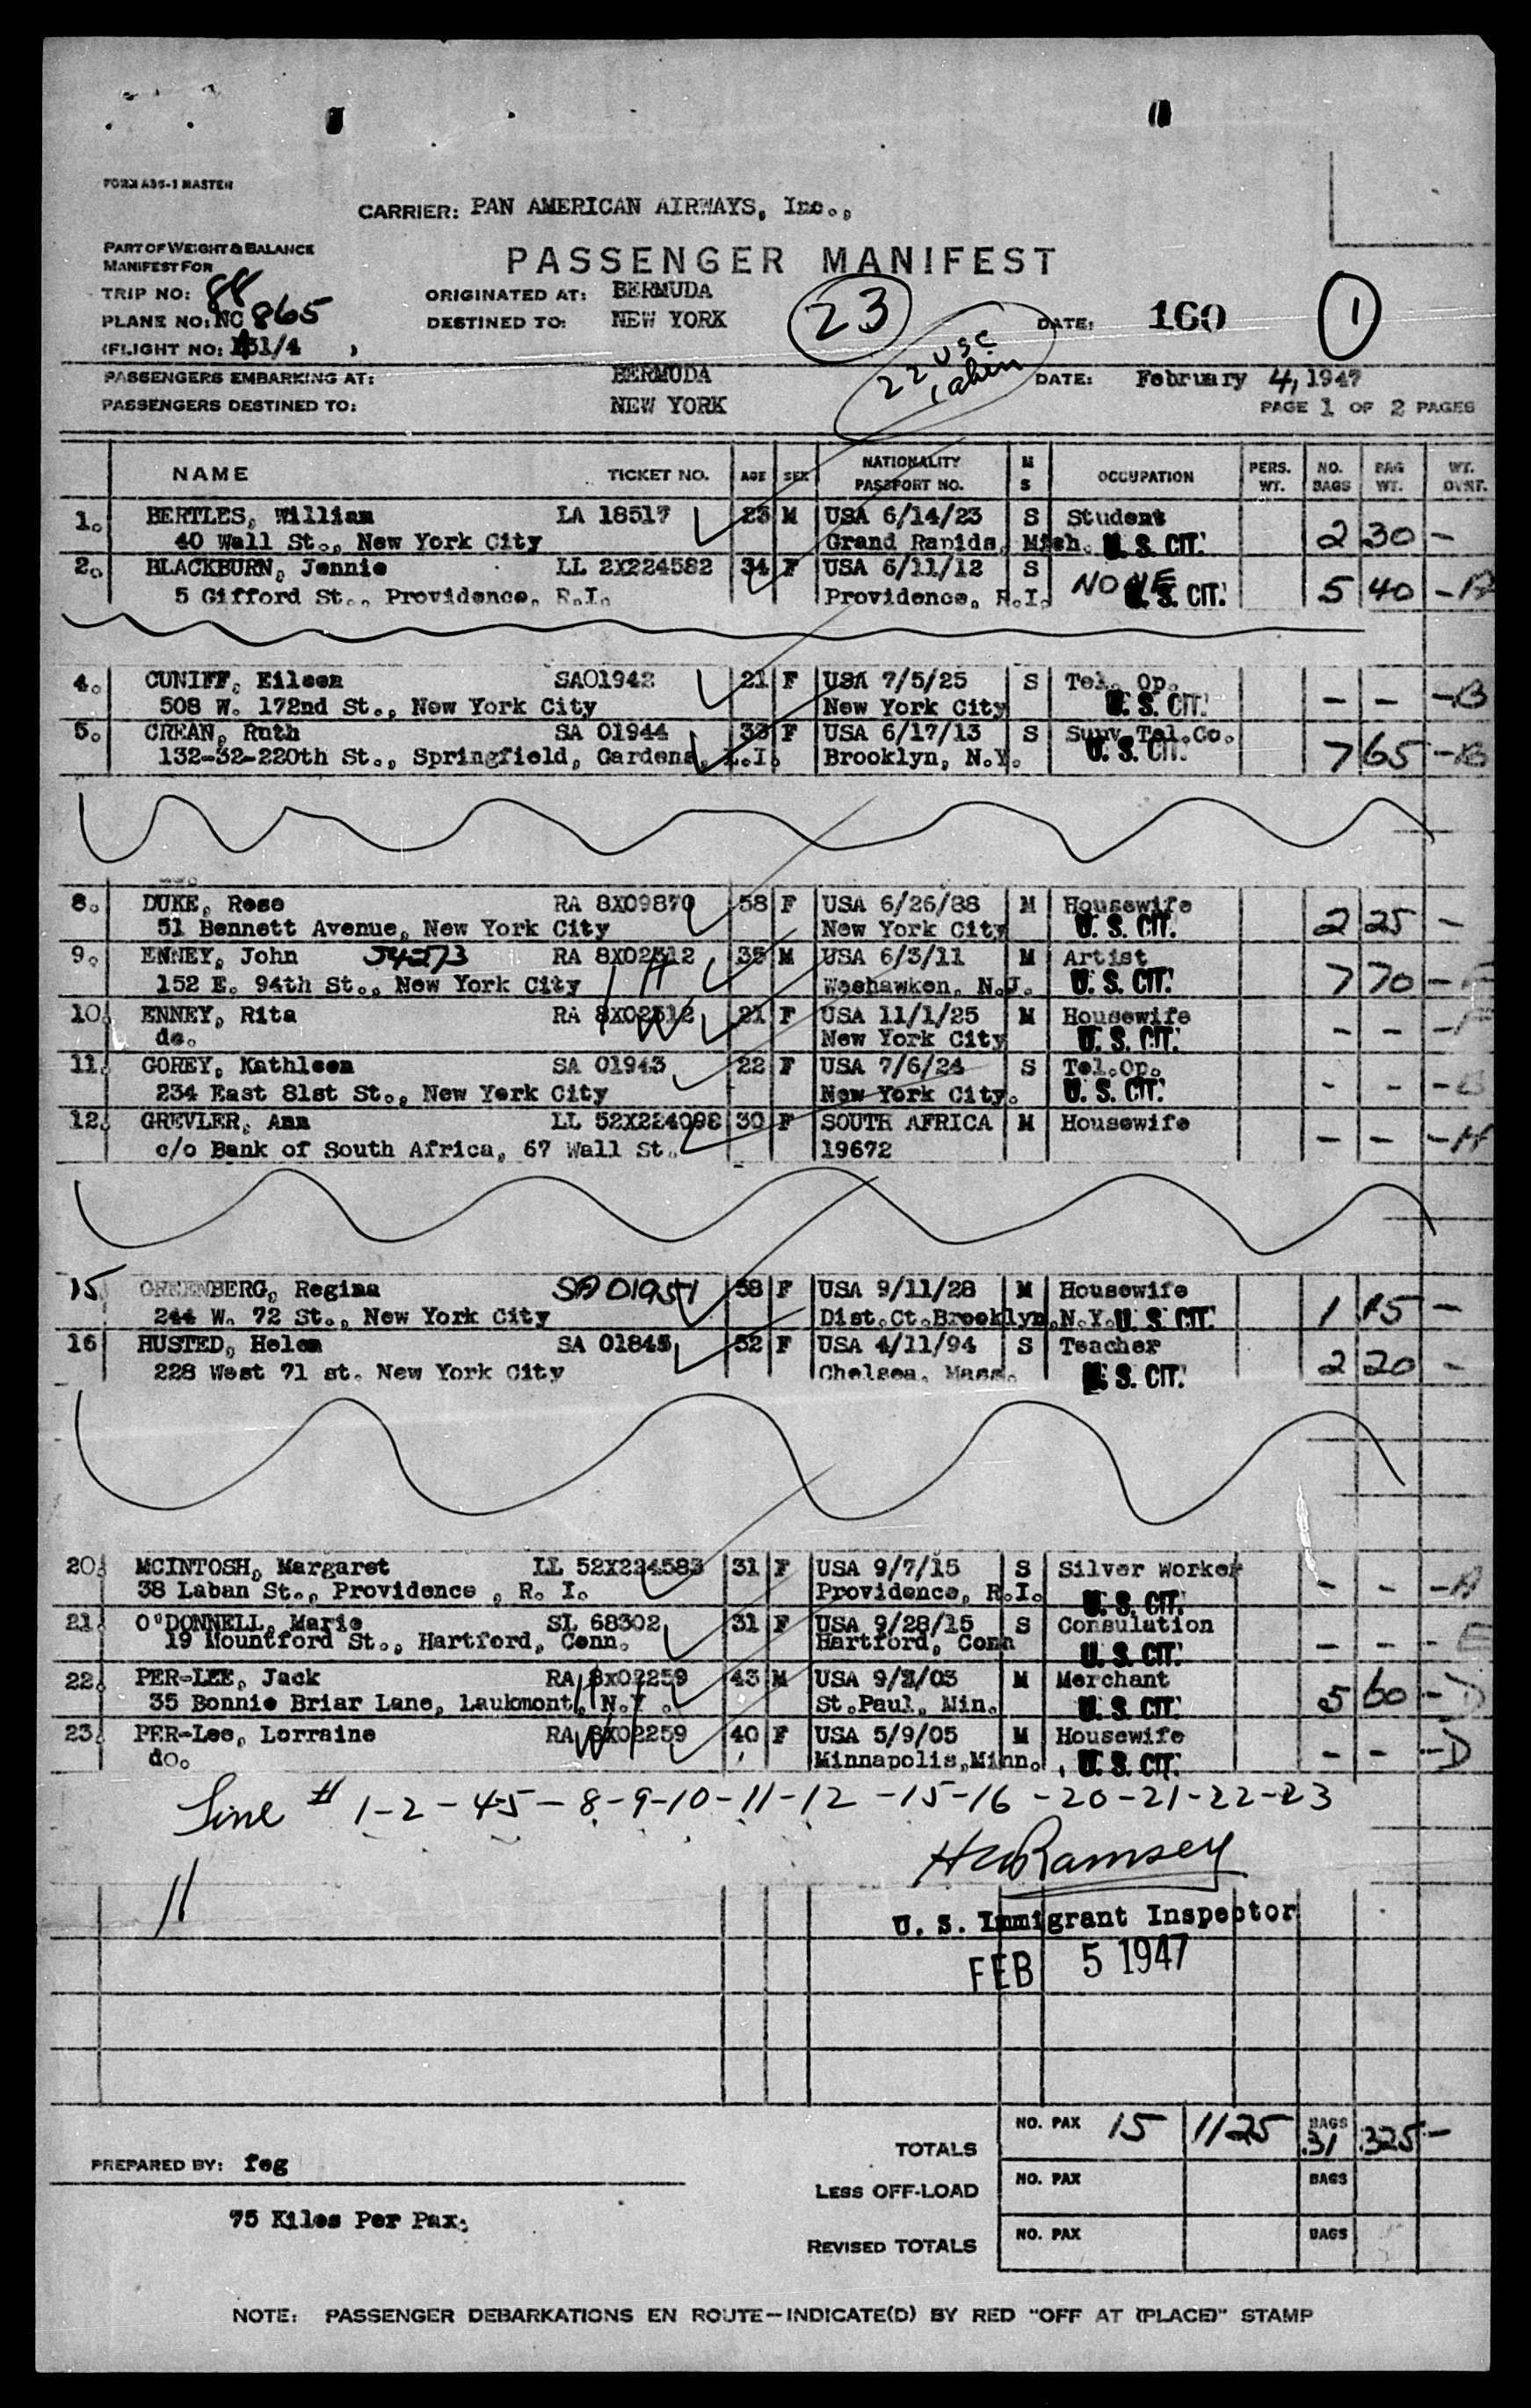 FORM A35-1 MASTER
CARRIER: PAN AMERICAN AIRWAYS, Inc.,
PART OF WEIGHT & BALANCE
MANIFEST FOR
PASSENGER MANIFEST
TRIP NO: 88
ORIGINATED AT: BERMUDA
23
160
1
PLANE NO: NC 865
DESTINED TO: NEW YORK
DATE:
(FLIGHT NO: 151/4 )
22 USC
Cabin
PASSENGERS EMBARKING AT: BERMUDA
DATE: February 4, 1947
PASSENGERS DESTINED TO: NEW YORK
PAGE 1 OF 2 PAGES
NAME TICKET NO. AGE SEX NATIONALITY PASSPORT NO. M S OCCUPATION PERS. WT. NO. BAGS BAG WT. WT. OVNT.
1. BERTLES, William LA 18517 23 M USA 6/14/23 S Student
40 Wall St., New York City Grand Rapids, Mich. U. S. CIT. 2 30 -
2. BLACKBURN, Jennie LL 2X224582 34 F USA 6/11/12 S NONE
5 Gifford St., Providence, R.I. Providence, R.I. U. S. CIT. 5 40 -
4. CUNIFF, Eileen SA01942 21 F USA 7/5/25 S Tel. Op.
508 W. 172nd St., New York City New York City U. S. CIT. - - -B
5. CREAN, Ruth SA 01944 33 F USA 6/17/13 S Supv Tel.Co.
132-32-220th St., Springfield, Gardens, L.I. Brooklyn, N.Y. U. S. CIT. 7 65 -B
8. DUKE, Rose RA 8X09870 58 F USA 6/26/88 M Housewife
51 Bennett Avenue, New York City New York City U. S. CIT. 2 25 -
9. ENNEY, John 54273 RA 8X02512 35 M USA 6/3/11 M Artist
152 E. 94th St., New York City H Weehawken, N.J. U. S. CIT. 7 70 -
10. ENNEY, Rita RA 8X02512 21 F USA 11/1/25 M Housewife
do. W New York City U. S. CIT. - - -
11. GOREY, Kathleen SA 01943 22 F USA 7/6/24 S Tel.Op.
234 East 81st St., New York City New York City. U. S. CIT. - - -B
12. GREVLER, Ann LL 52X224098 30 F SOUTH AFRICA M Housewife
c/o Bank of South Africa, 67 Wall St. 19672 - - -H
15 GREENBERG, Regina SA 01951 58 F USA 9/11/28 M Housewife
244 W. 72 St., New York City Dist.Ct.Brooklyn,N.Y. U. S. CIT. 1 15 -
16 HUSTED, Helen SA 01845 52 F USA 4/11/94 S Teacher
228 West 71 st. New York City Chelsea, Mass. U. S. CIT. 2 20 -
20. MCINTOSH, Margaret LL 52X224583 31 F USA 9/7/15 S Silver Worker
38 Laban St., Providence , R. I. Providence, R.I. U. S. CIT. - - -A
21. O'DONNELL, Marie SL 68302 31 F USA 9/28/15 S Consulation
19 Mountford St., Hartford, Conn. Hartford, Conn U. S. CIT. - - - E
22. PER-LEE, Jack RA 8x02259 43 M USA 9/2/03 M Merchant
35 Bonnie Briar Lane, Laukmont, N.Y. H St.Paul, Min. U. S. CIT. 5 60 -D
23. PER-Lee, Lorraine RA 8X02259 40 F USA 5/9/05 M Housewife
do. W Minnapolis,Minn. U. S. CIT. - - -D
Line # 1-2-4-5-8-9-10-11-12-15-16-20-21-22-23
H W Ramsey
11
U. S. Immigrant Inspector
FEB 5 1947
TOTALS NO. PAX 15 1125 BAGS 31 325 -
PREPARED BY: feg
LESS OFF-LOAD NO. PAX BAGS
75 Kilos Per Pax.
REVISED TOTALS NO. PAX BAGS
NOTE: PASSENGER DEBARKATIONS EN ROUTE-INDICATE(D) BY RED "OFF AT (PLACE)" STAMP